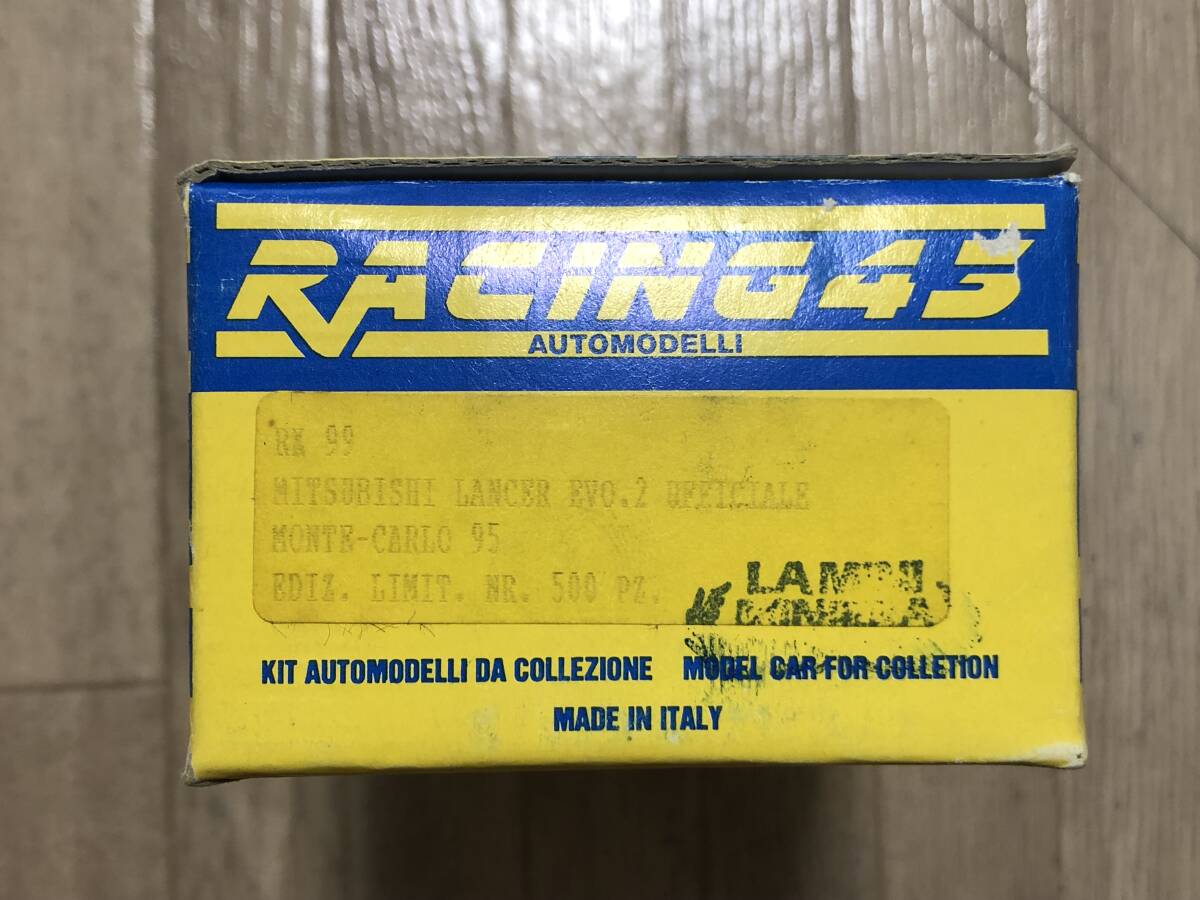 RACING43
AUTOMODELLI
RK 99
MITSUBISHI LANCER EVO.2 UFFICIALE
MONTE-CARLO 95
EDIZ. LIMIT. NR. 500 PZ.
KIT AUTOMODELLI DA COLLEZIONE MODEL CAR FOR COLLETION
MADE IN ITALY